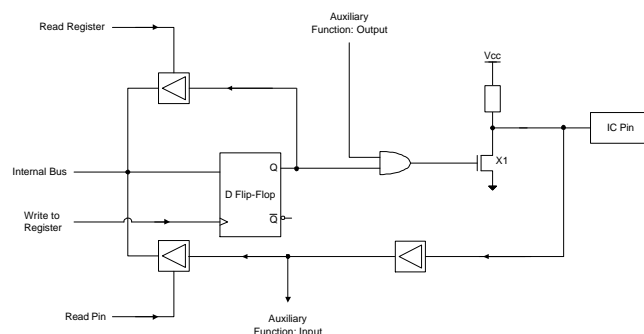 Auxiliary
Function: Output
Read Register
Vcc
IC Pin
Internal Bus
Q
X1
D Flip-Flop
Q
Write to
Register
Read Pin
Auxiliary
Function: Input